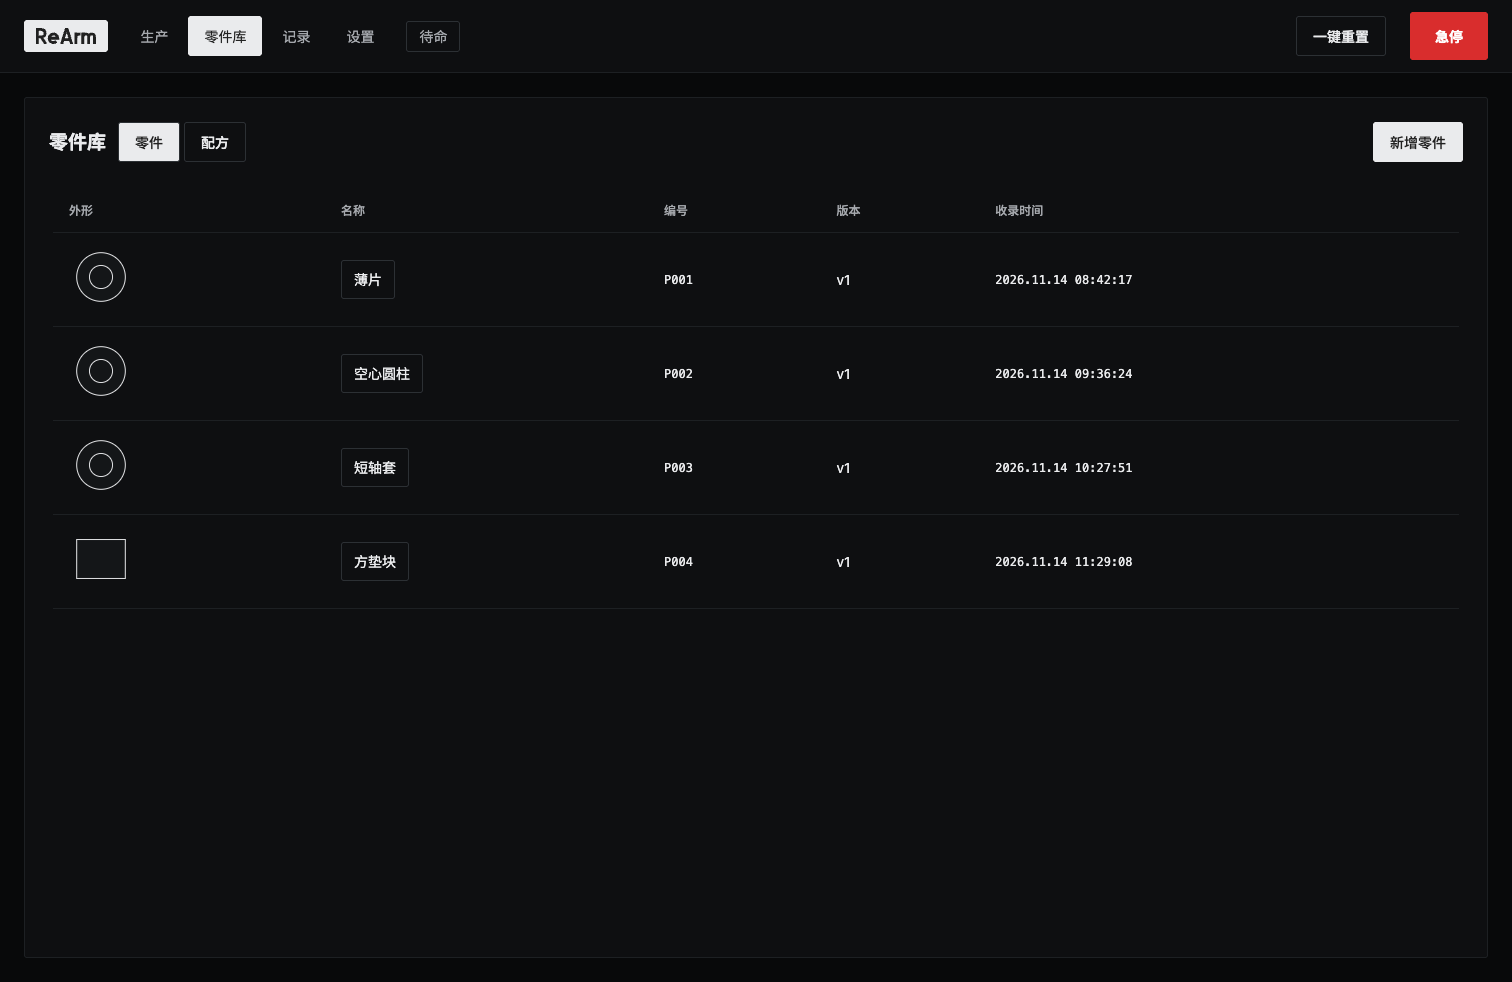 ReArm 生产 零件库 记录 设置 待命 一键重置 急停
零件库 零件 配方 新增零件
外形 名称 编号 版本 收录时间
薄片 P001 v1 2026.11.14 08:42:17
空心圆柱 P002 v1 2026.11.14 09:36:24
短轴套 P003 v1 2026.11.14 10:27:51
方垫块 P004 v1 2026.11.14 11:29:08